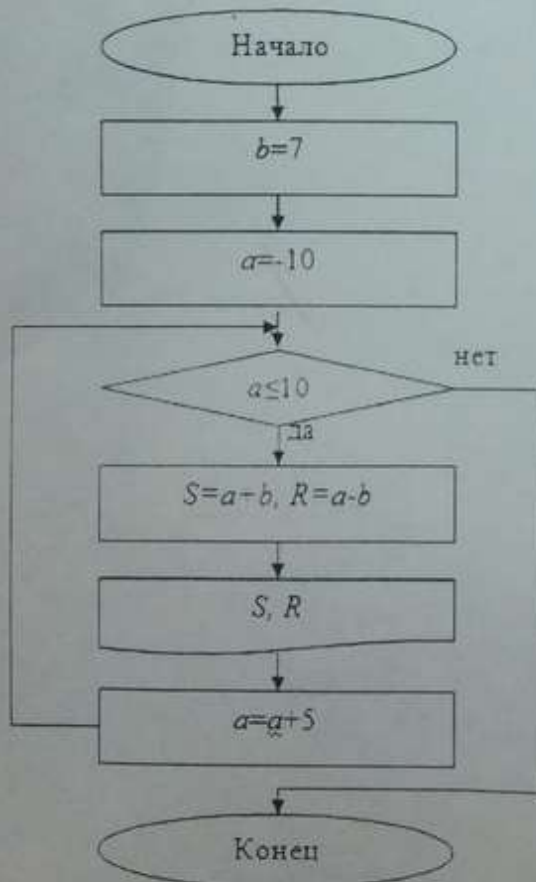 Начало
b=7
a=-10
нет
a≤10
да
S=a+b, R=a-b
S, R
a=a+5
Конец